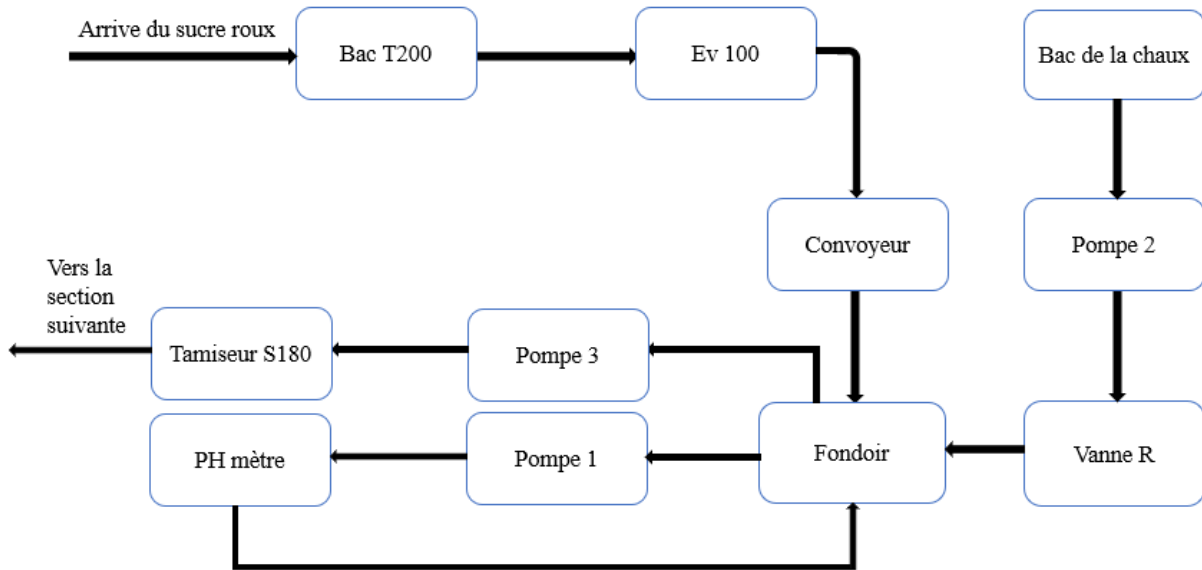 Arrive du sucre roux
Bac T200
Ev 100
Bac de la chaux
Convoyeur
Pompe 2
Vers la
section
suivante
Tamiseur S180
Pompe 3
PH mètre
Pompe 1
Fondoir
Vanne R